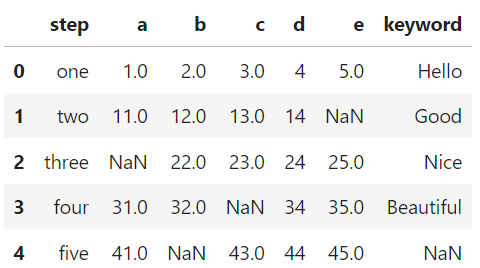 step a b c d e keyword
0 one 1.0 2.0 3.0 4 5.0 Hello
1 two 11.0 12.0 13.0 14 NaN Good
2 three NaN 22.0 23.0 24 25.0 Nice
3 four 31.0 32.0 NaN 34 35.0 Beautiful
4 five 41.0 NaN 43.0 44 45.0 NaN